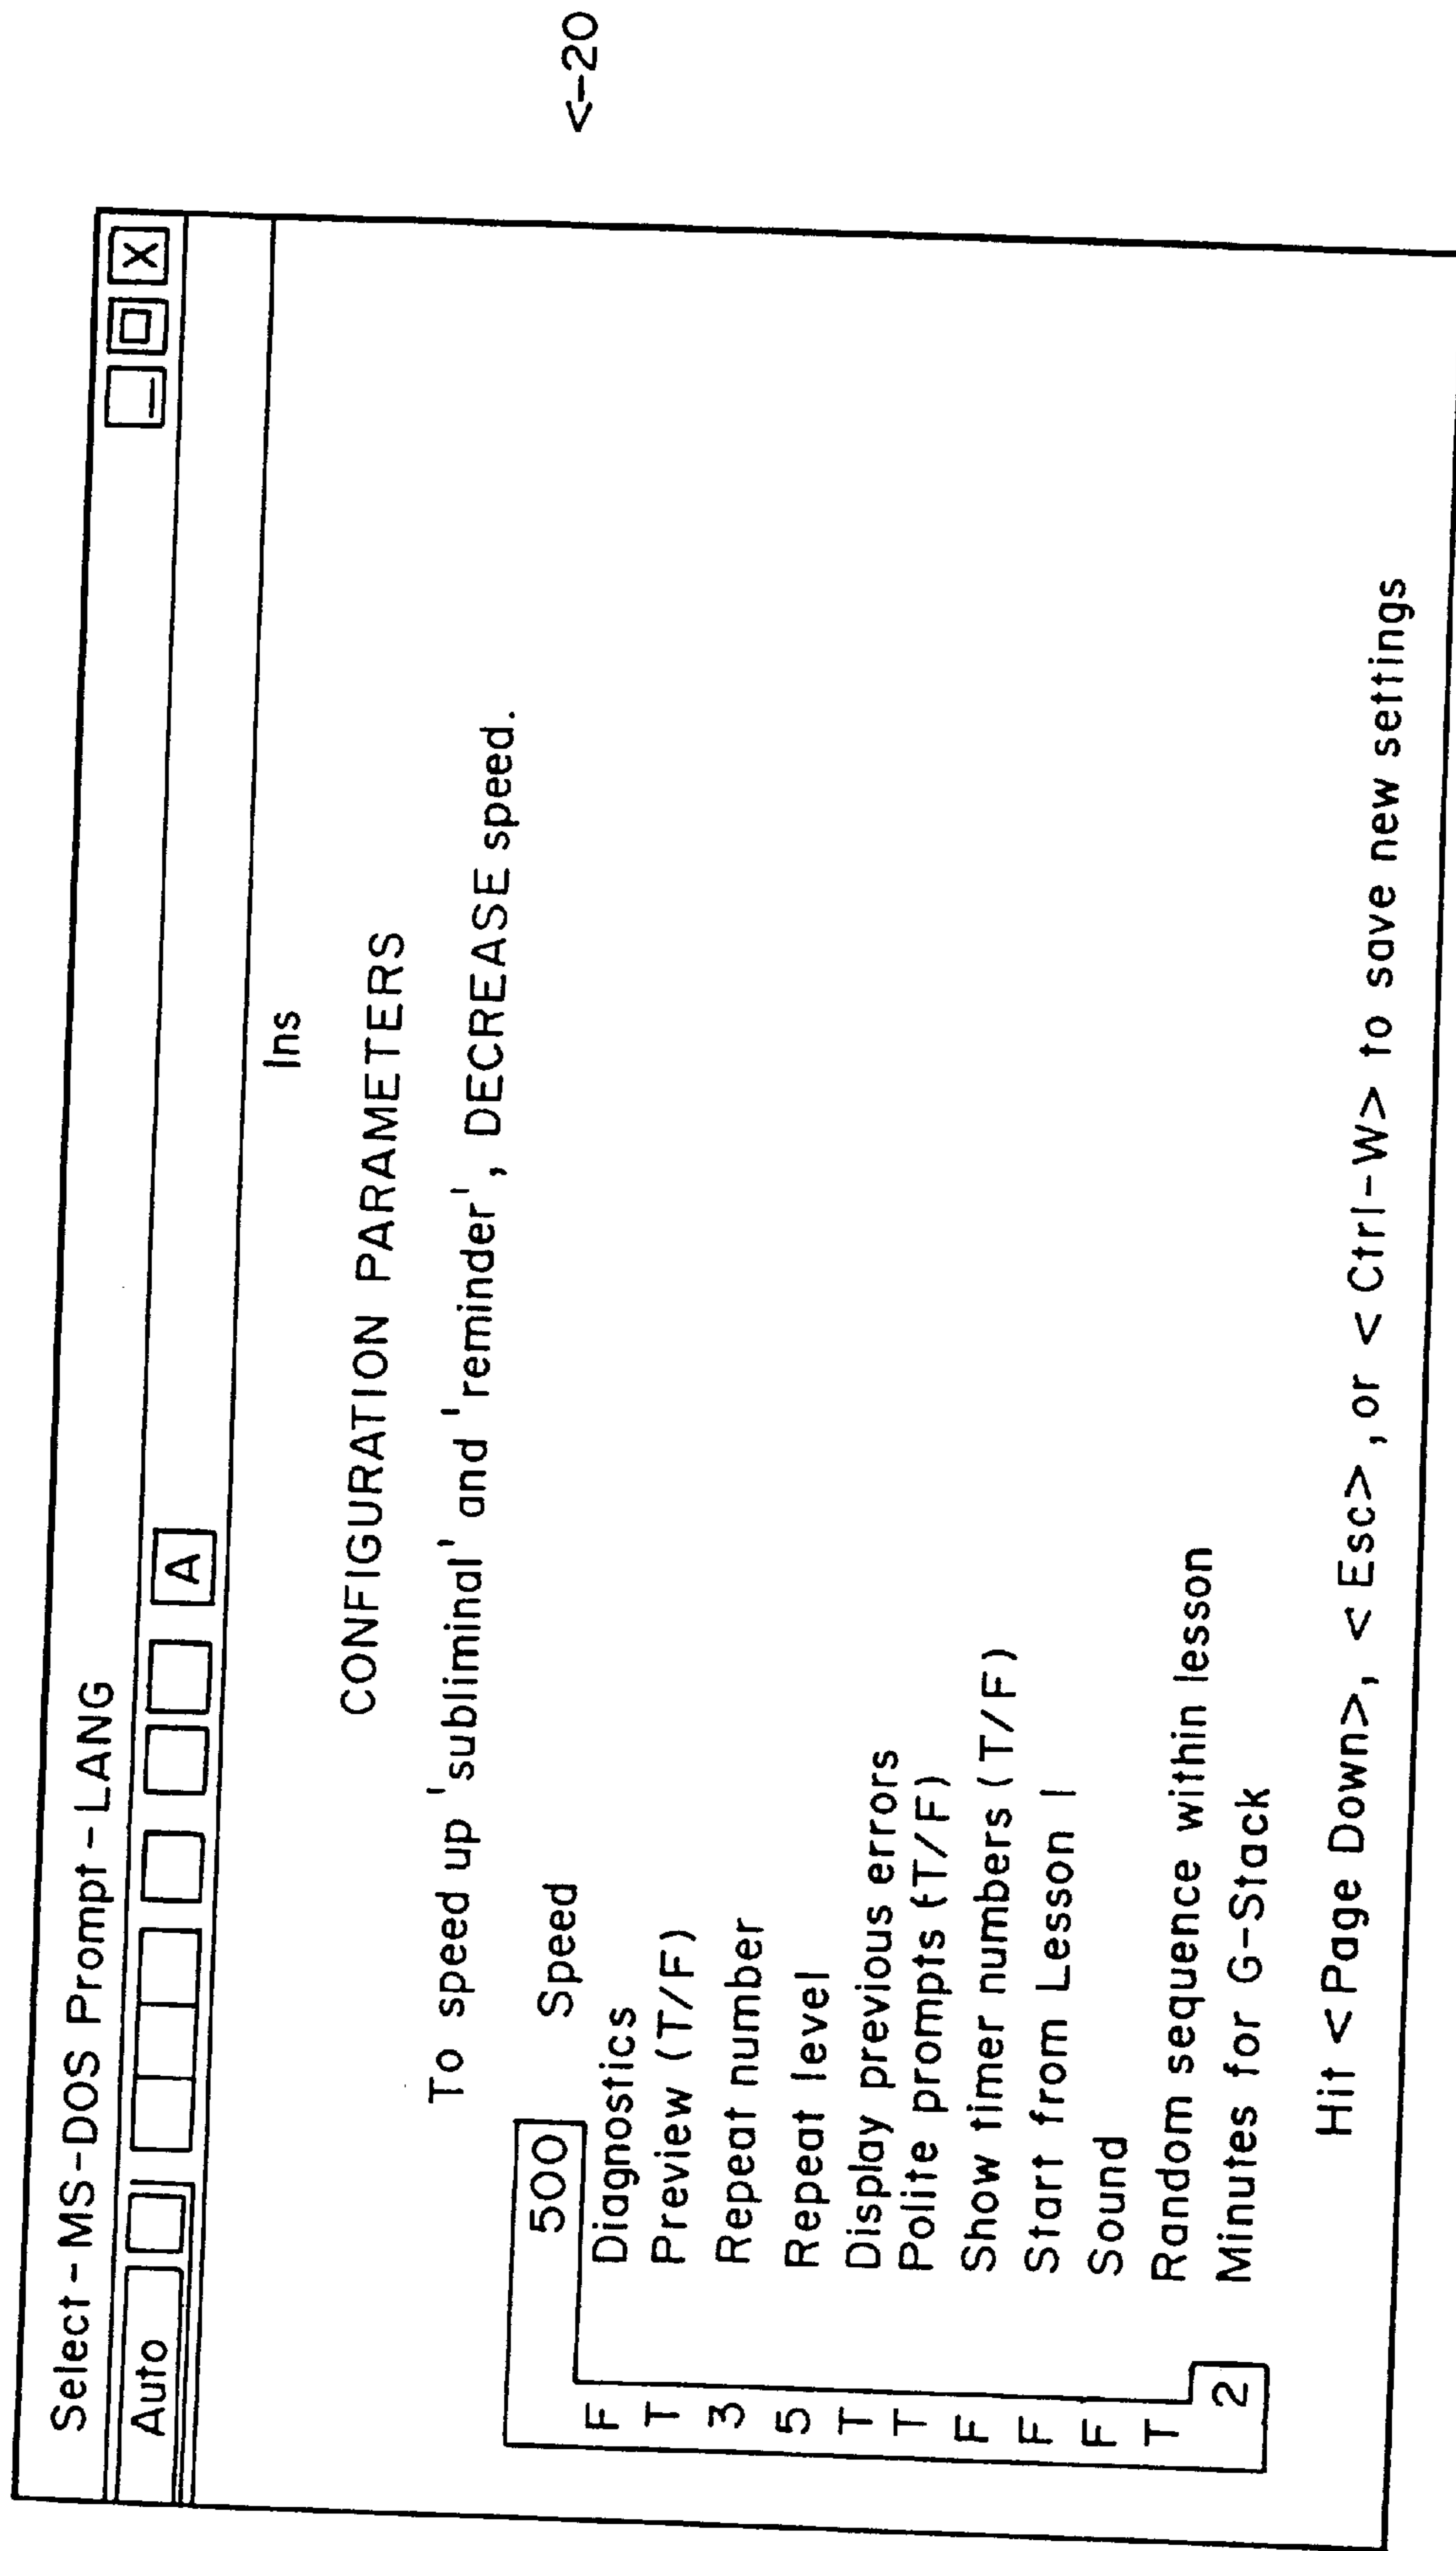 Select-MS-DOS Prompt-LANG
Auto A
Ins
CONFIGURATION PARAMETERS
To speed up 'subliminal' and 'reminder', DECREASE speed.
500 Speed <-20
F Diagnostics
T Preview (T/F)
3 Repeat number
5 Repeat level
T Display previous errors
T Polite prompts (T/F)
F Show timer numbers (T/F)
F Start from Lesson 1
F Sound
T Random sequence within lesson
2 Minutes for G-Stack
Hit <Page Down>, <Esc>, or <Ctrl-W> to save new settings